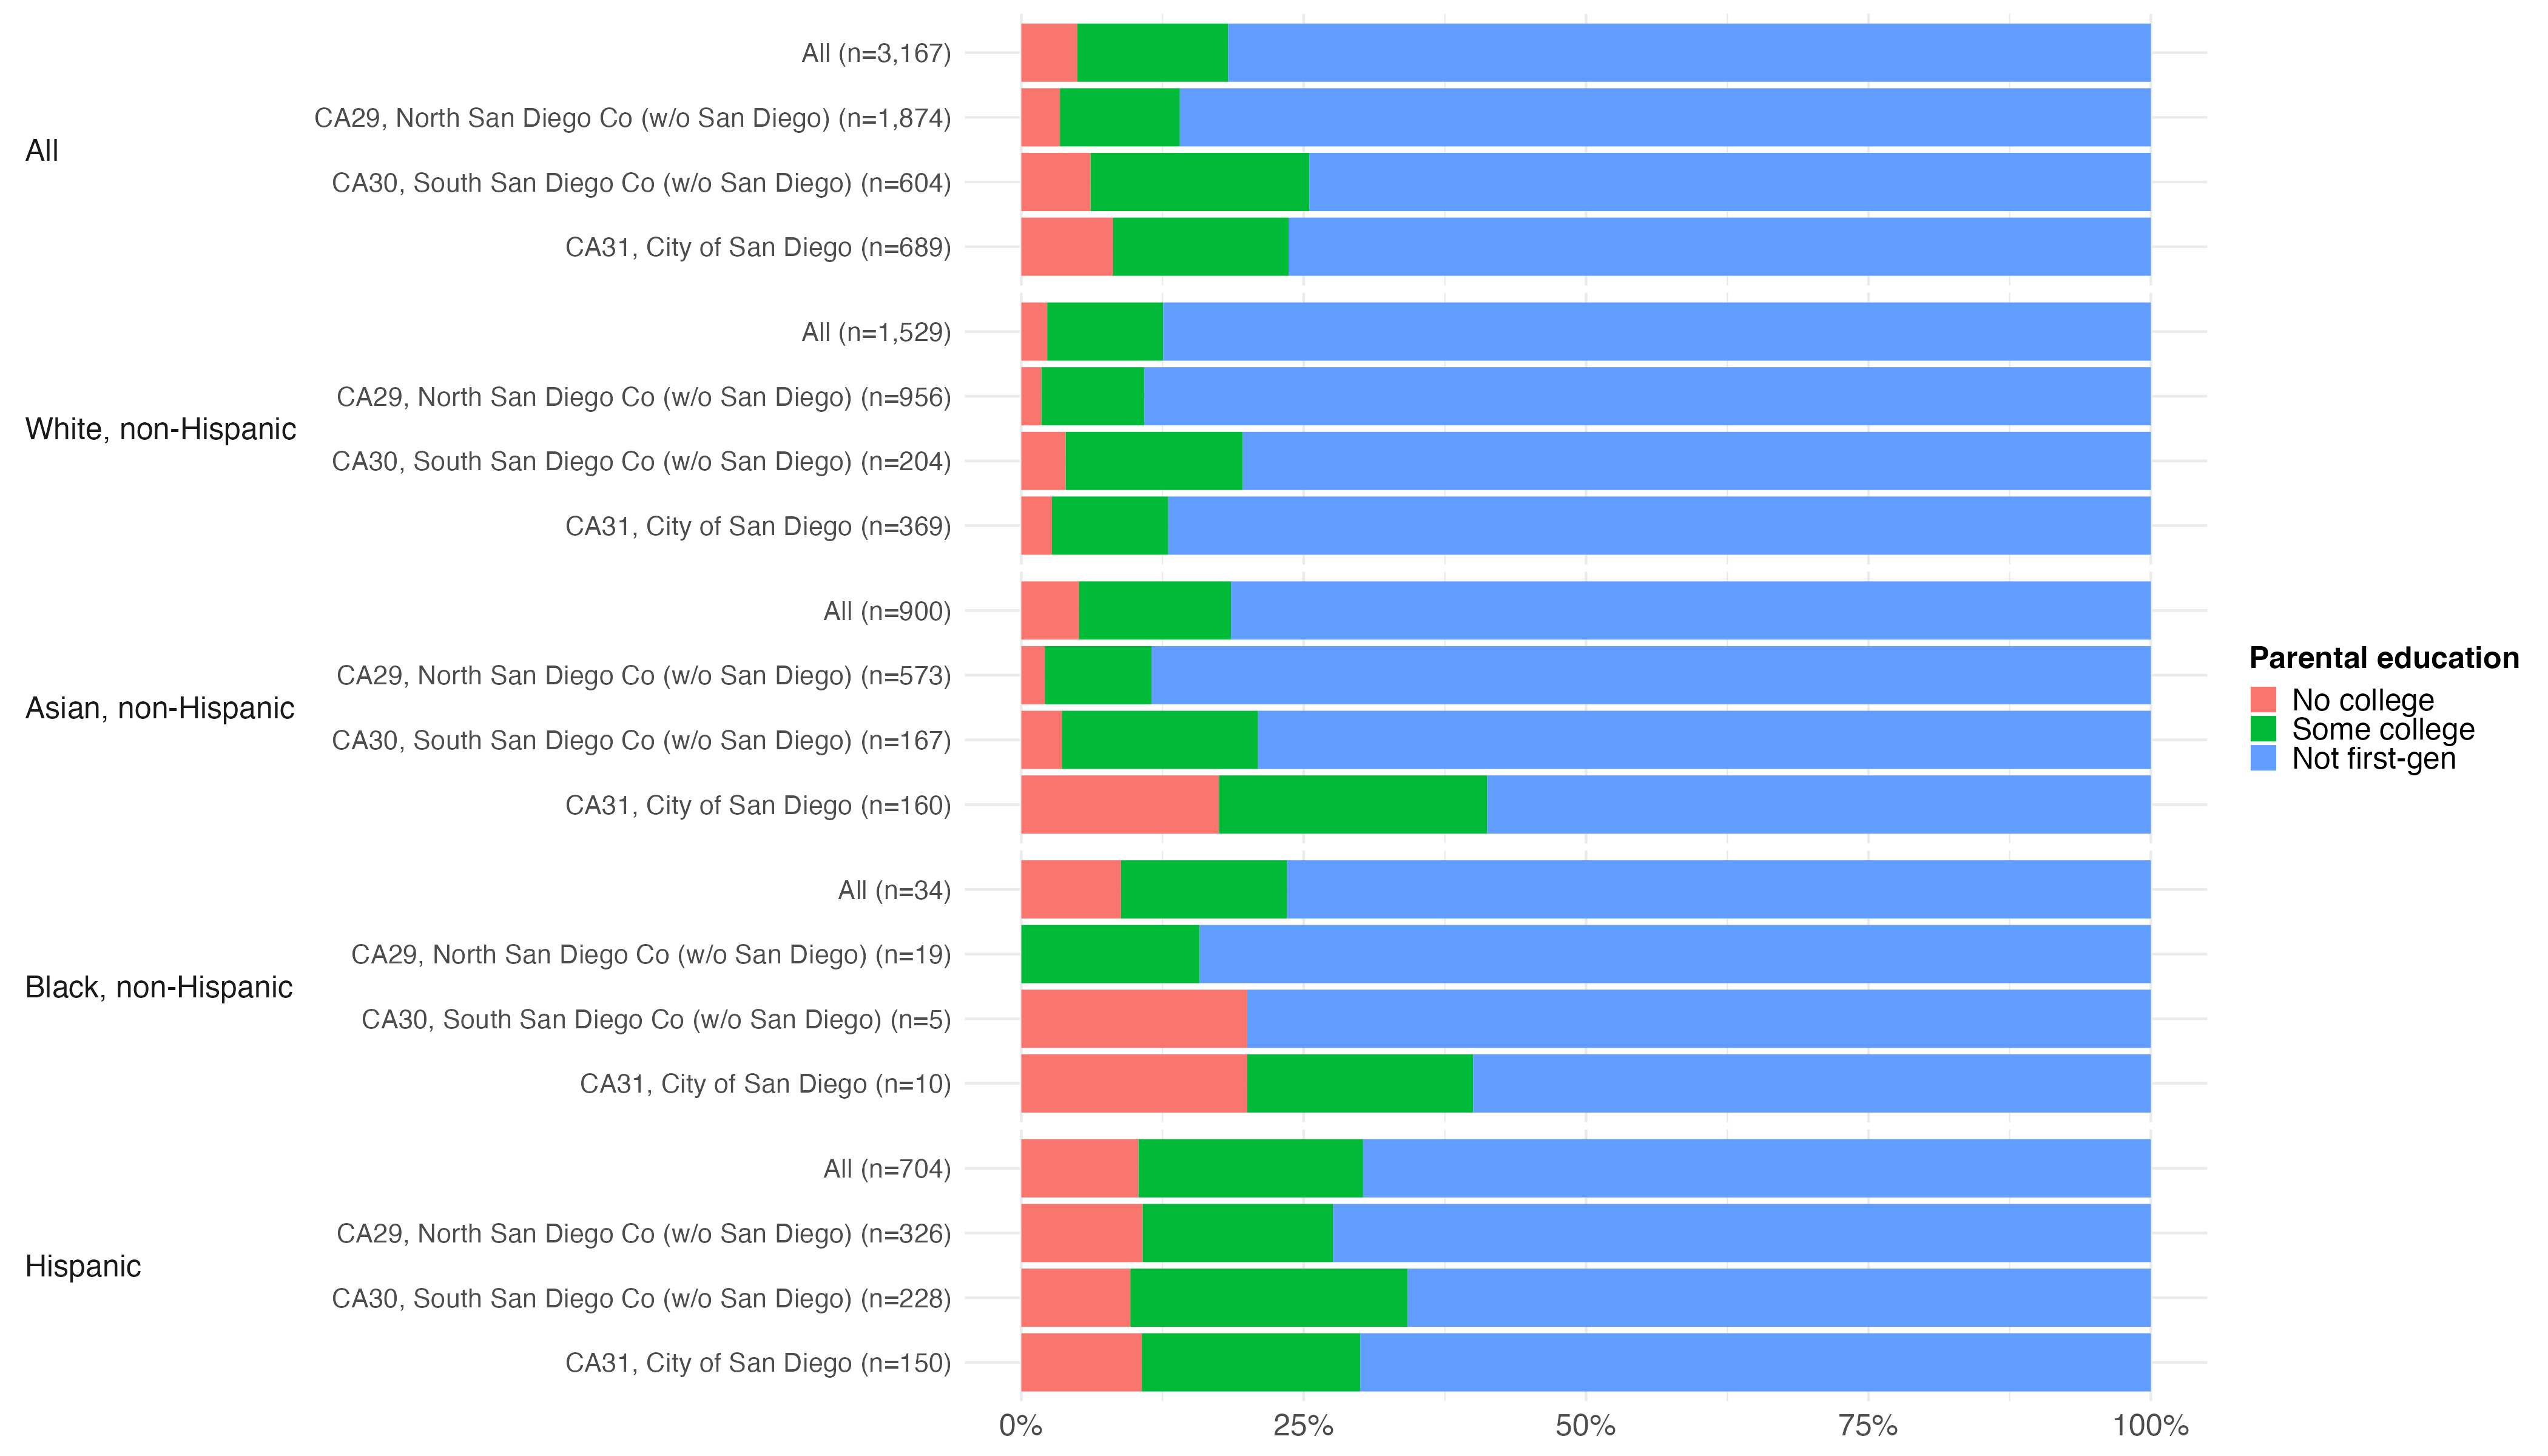 All
All (n=3,167)
CA29, North San Diego Co (w/o San Diego) (n=1,874)
CA30, South San Diego Co (w/o San Diego) (n=604)
CA31, City of San Diego (n=689)
White, non-Hispanic
All (n=1,529)
CA29, North San Diego Co (w/o San Diego) (n=956)
CA30, South San Diego Co (w/o San Diego) (n=204)
CA31, City of San Diego (n=369)
Asian, non-Hispanic
All (n=900)
CA29, North San Diego Co (w/o San Diego) (n=573)
CA30, South San Diego Co (w/o San Diego) (n=167)
CA31, City of San Diego (n=160)
Black, non-Hispanic
All (n=34)
CA29, North San Diego Co (w/o San Diego) (n=19)
CA30, South San Diego Co (w/o San Diego) (n=5)
CA31, City of San Diego (n=10)
Hispanic
All (n=704)
CA29, North San Diego Co (w/o San Diego) (n=326)
CA30, South San Diego Co (w/o San Diego) (n=228)
CA31, City of San Diego (n=150)
0% 25% 50% 75% 100%
Parental education
No college
Some college
Not first-gen